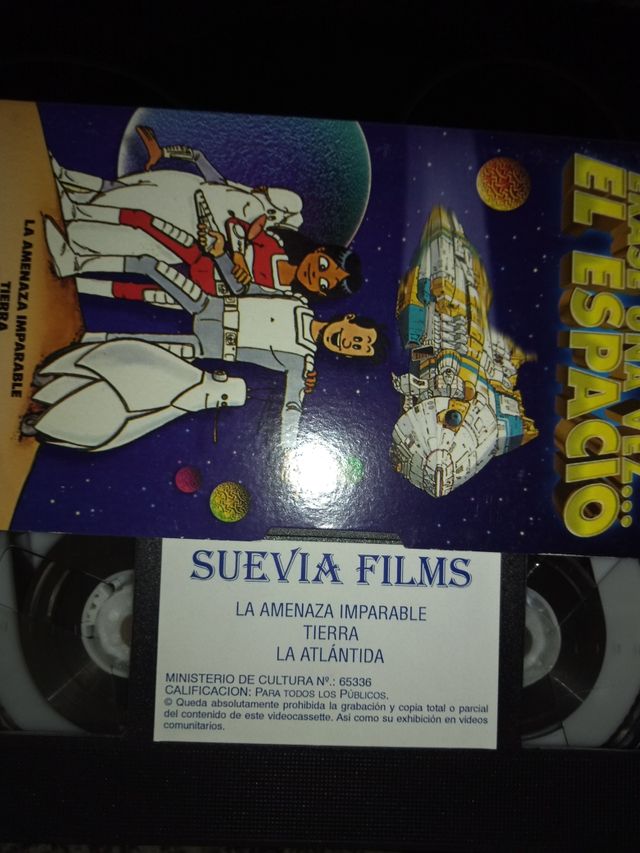 ÉRASE UNA VEZ...
EL ESPACIO
LA AMENAZA IMPARABLE
TIERRA
SUEVIA FILMS
LA AMENAZA IMPARABLE
TIERRA
LA ATLÁNTIDA
MINISTERIO DE CULTURA Nº.: 65336
CALIFICACION: PARA TODOS LOS PÚBLICOS.
© Queda absolutamente prohibida la grabación y copia total o parcial
del contenido de este videocassette. Asi como su exhibición en videos
comunitarios.